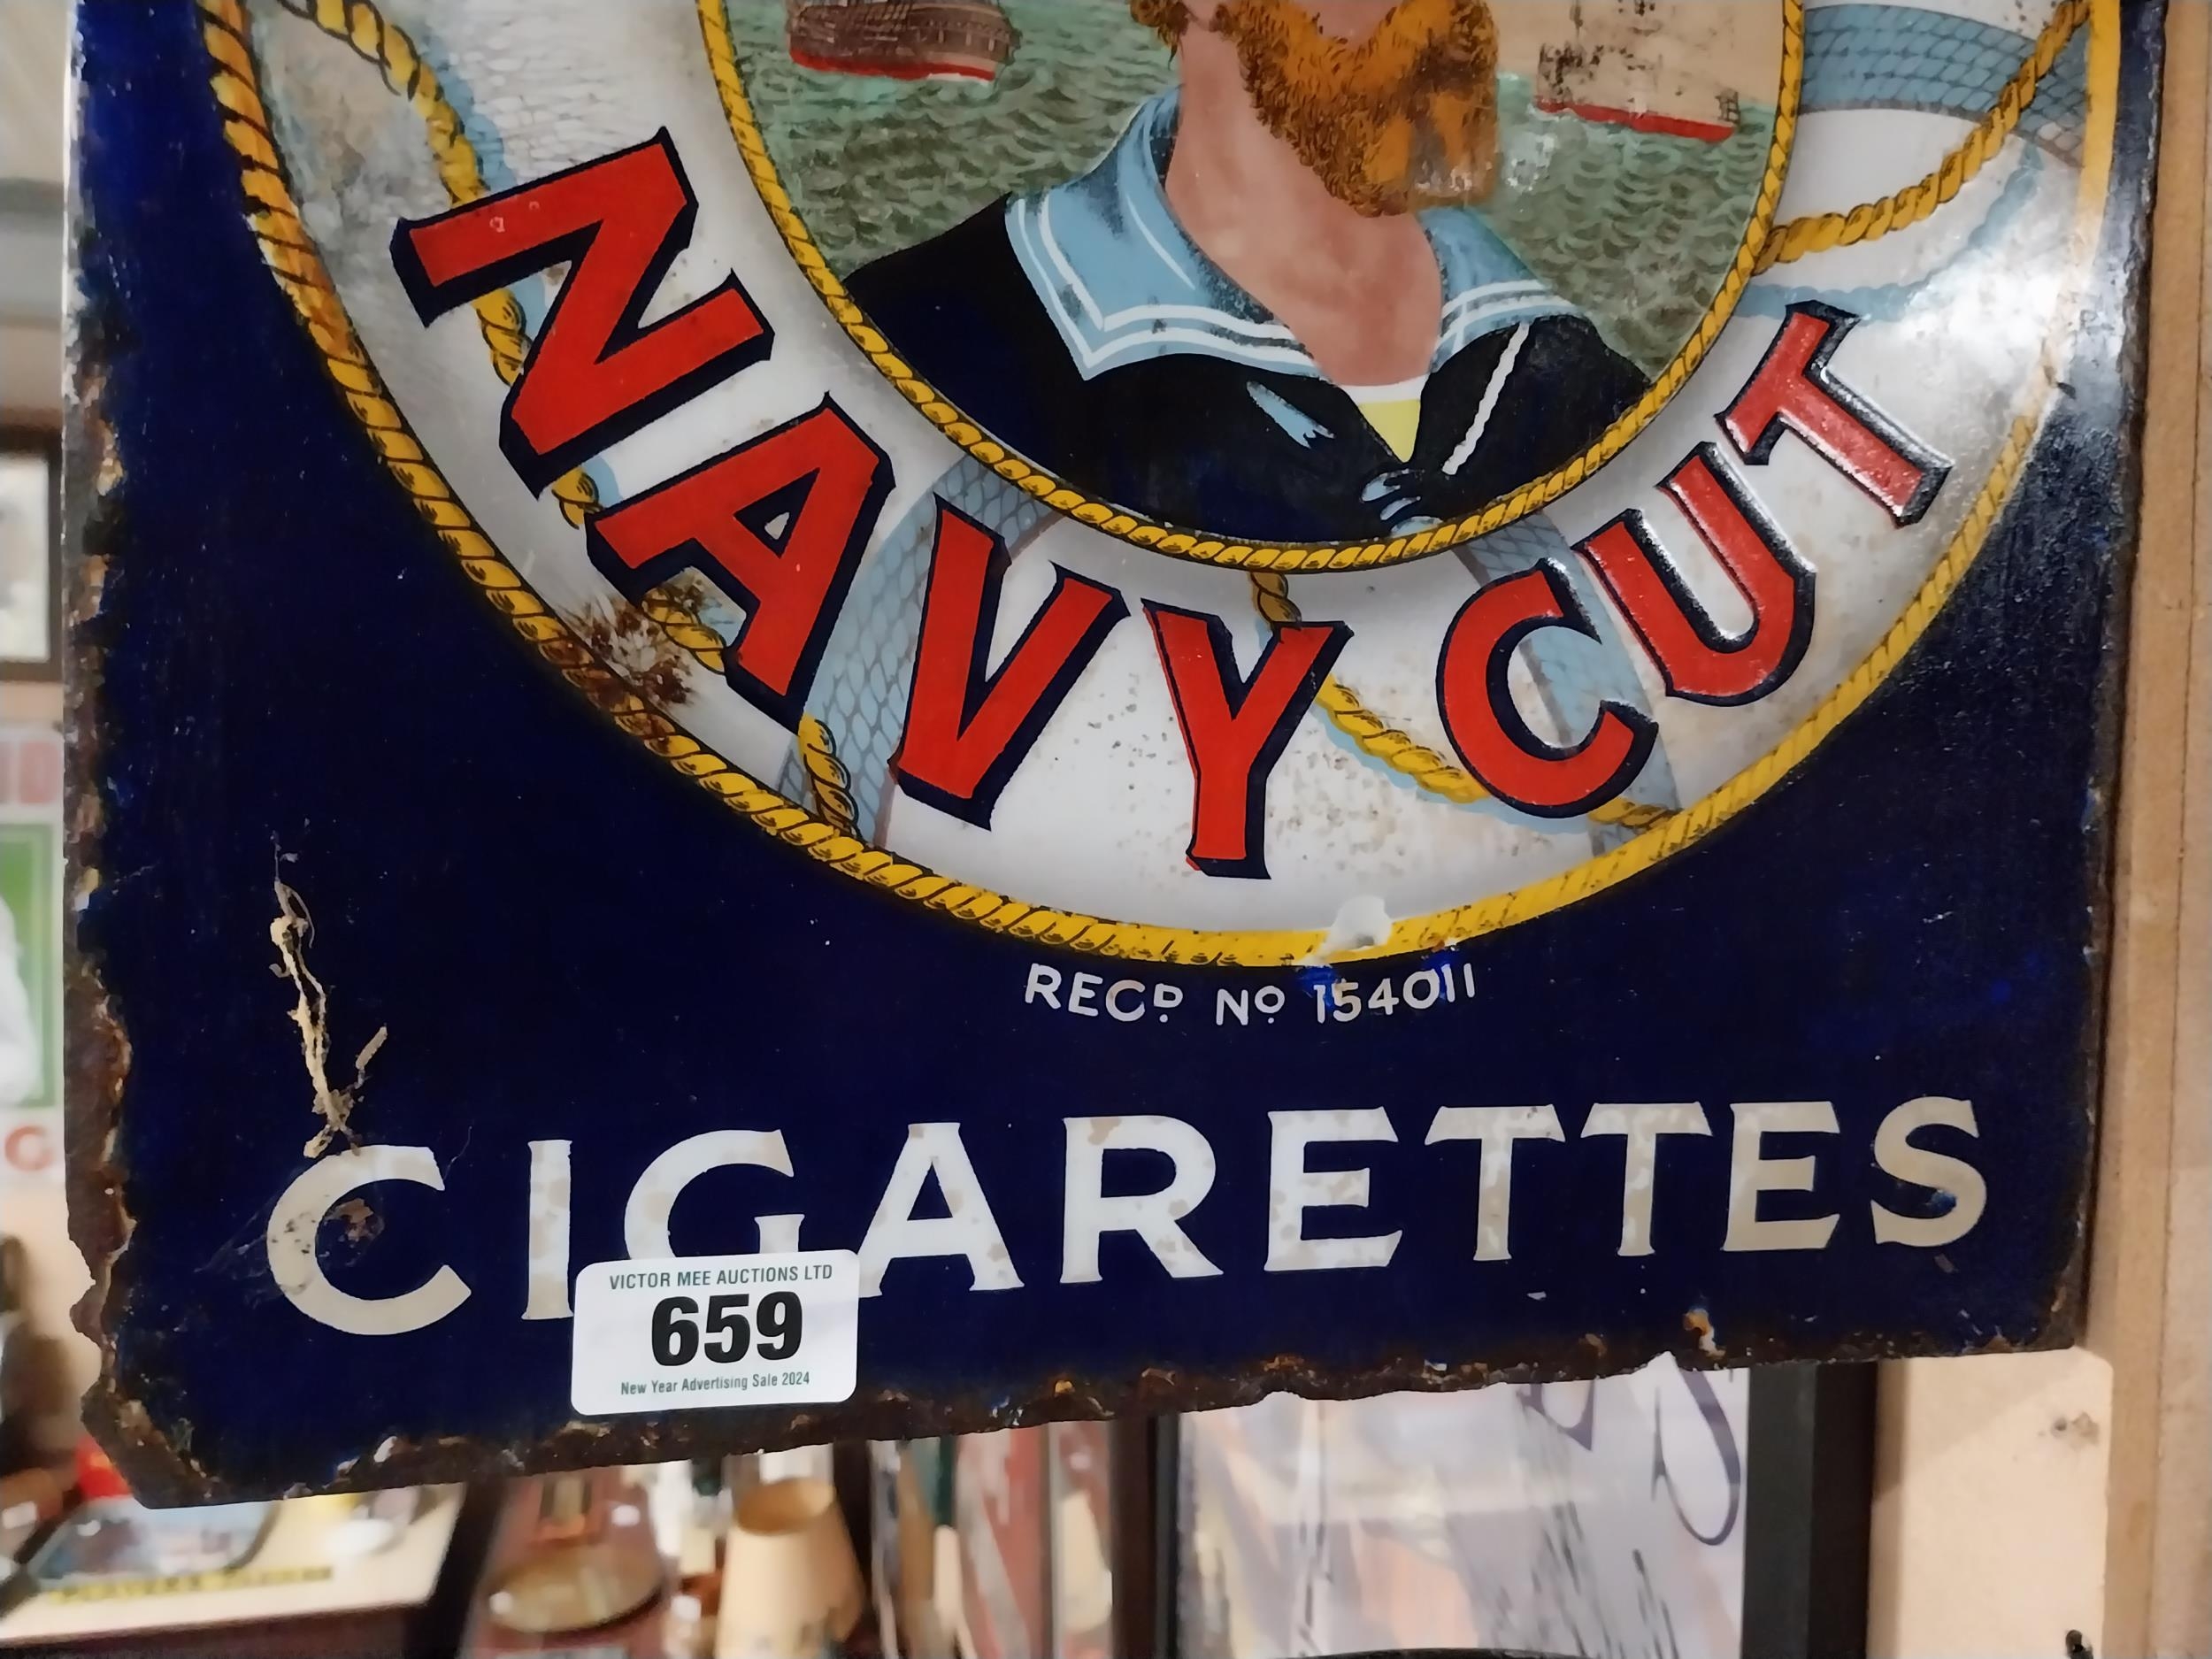 NAVY CUT
RECD. No. 154011
CIGARETTES
VICTOR MEE AUCTIONS LTD
659
New Year Advertising Sale 2024